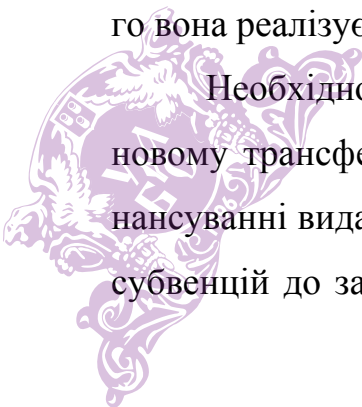 го вона реалізує
Необхідно
новому трансфе
нансуванні вида
субвенцій до за